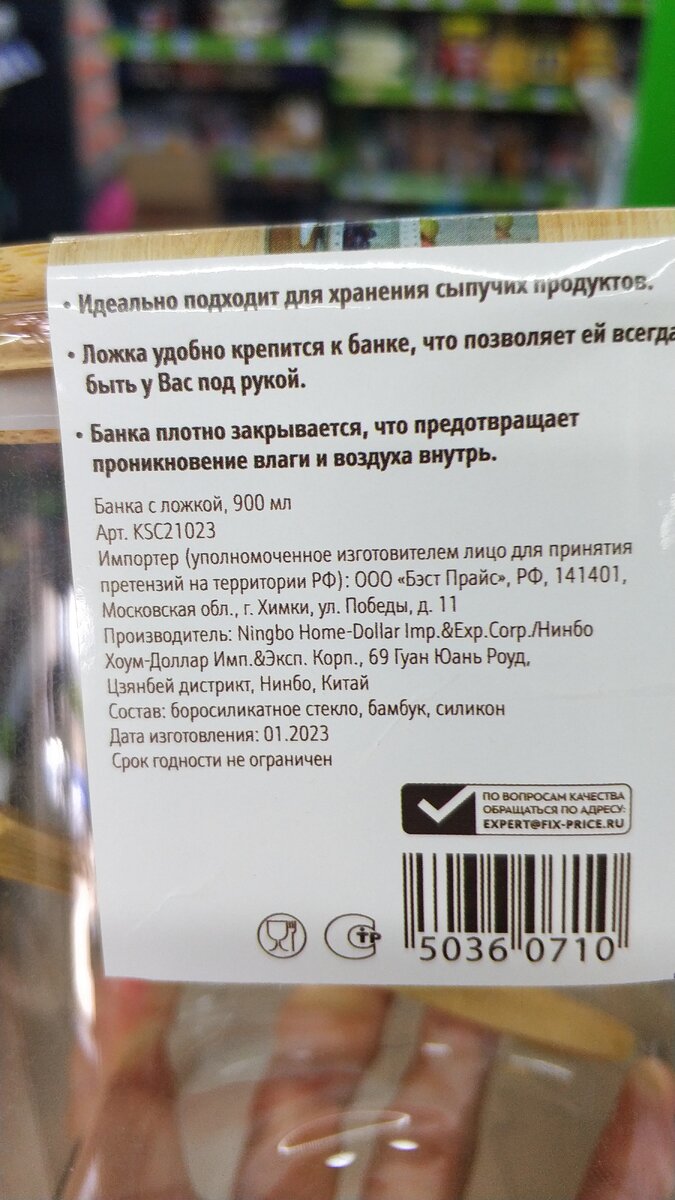 • Идеально подходит для хранения сыпучих продуктов.
• Ложка удобно крепится к банке, что позволяет ей всегда
быть у Вас под рукой.
• Банка плотно закрывается, что предотвращает
проникновение влаги и воздуха внутрь.
Банка с ложкой, 900 мл
Арт. KSC21023
Импортер (уполномоченное изготовителем лицо для принятия
претензий на территории РФ): ООО «Бэст Прайс», РФ, 141401,
Московская обл., г. Химки, ул. Победы, д. 11
Производитель: Ningbo Home-Dollar Imp.&Exp.Corp./Нинбо
Хоум-Доллар Имп.&Эксп. Корп., 69 Гуан Юань Роуд,
Цзянбей дистрикт, Нинбо, Китай
Состав: боросиликатное стекло, бамбук, силикон
Дата изготовления: 01.2023
Срок годности не ограничен
ПО ВОПРОСАМ КАЧЕСТВА
ОБРАЩАТЬСЯ ПО АДРЕСУ:
EXPERT@FIX-PRICE.RU
5036 0710